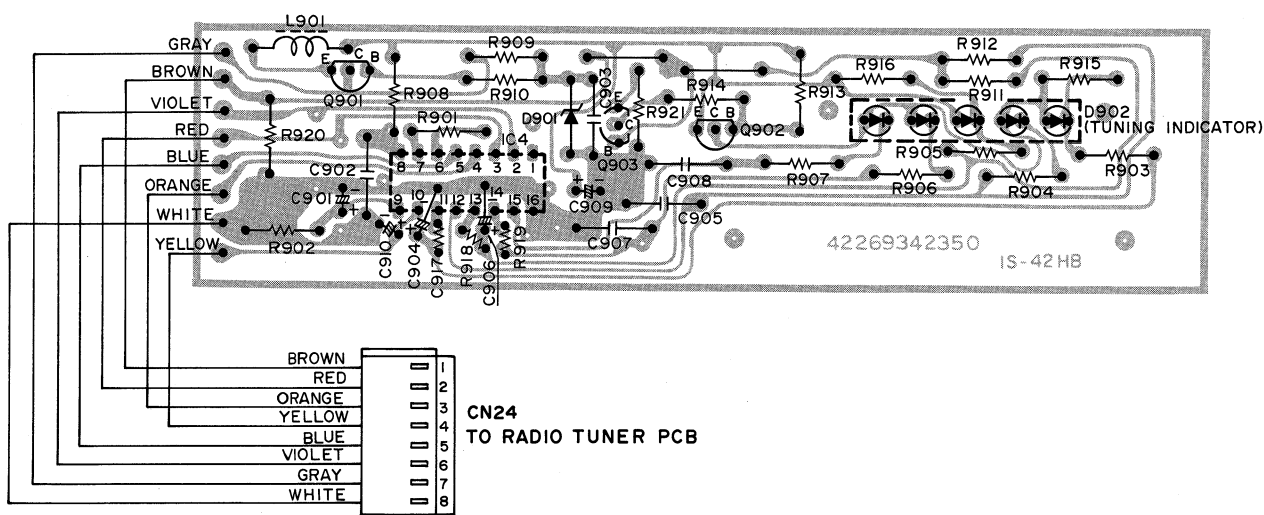 L901
GRAY
BROWN
VIOLET
RED
BLUE
ORANGE
WHITE
YELLOW
E C B
Q901
R908
R909
R910
R920
R901
IC4
C902
C901
8 7 6 5 4 3 2 1
9 10 11 12 13 14 15 16
R902
C910
C904
C917
R918
C906
R919
D901
C903
E
C
B
Q903
R921
R914
E C B
Q902
C909
C908
C905
C907
R907
R913
R916
R912
R911
R915
D902
(TUNING INDICATOR)
R905
R906
R904
R903
42269342350
IS-42HB
BROWN 1
RED 2
ORANGE 3
YELLOW 4
BLUE 5
VIOLET 6
GRAY 7
WHITE 8
CN24
TO RADIO TUNER PCB